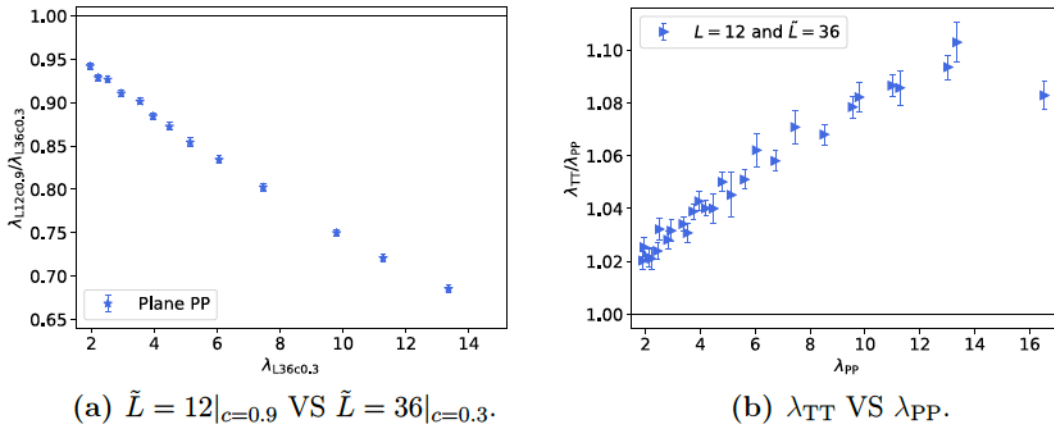 1.00
0.95
0.90
0.85
0.80
0.75
0.70
0.65
λL12c0.9/λL36c0.3
Plane PP
2 4 6 8 10 12 14
λL36c0.3
(a) L̃ = 12|c=0.9 VS L̃ = 36|c=0.3.
1.10
1.08
1.06
1.04
1.02
1.00
λTT/λPP
L = 12 and L̃ = 36
2 4 6 8 10 12 14 16
λPP
(b) λTT VS λPP.